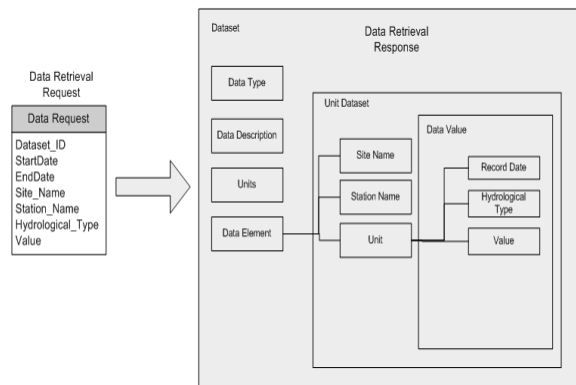 Data Retrieval
Request
Data Request
Dataset_ID
StartDate
EndDate
Site_Name
Station_Name
Hydrological_Type
Value
Dataset
Data Retrieval
Response
Data Type
Data Description
Units
Data Element
Unit Dataset
Site Name
Station Name
Unit
Data Value
Record Date
Hydrological
Type
Value